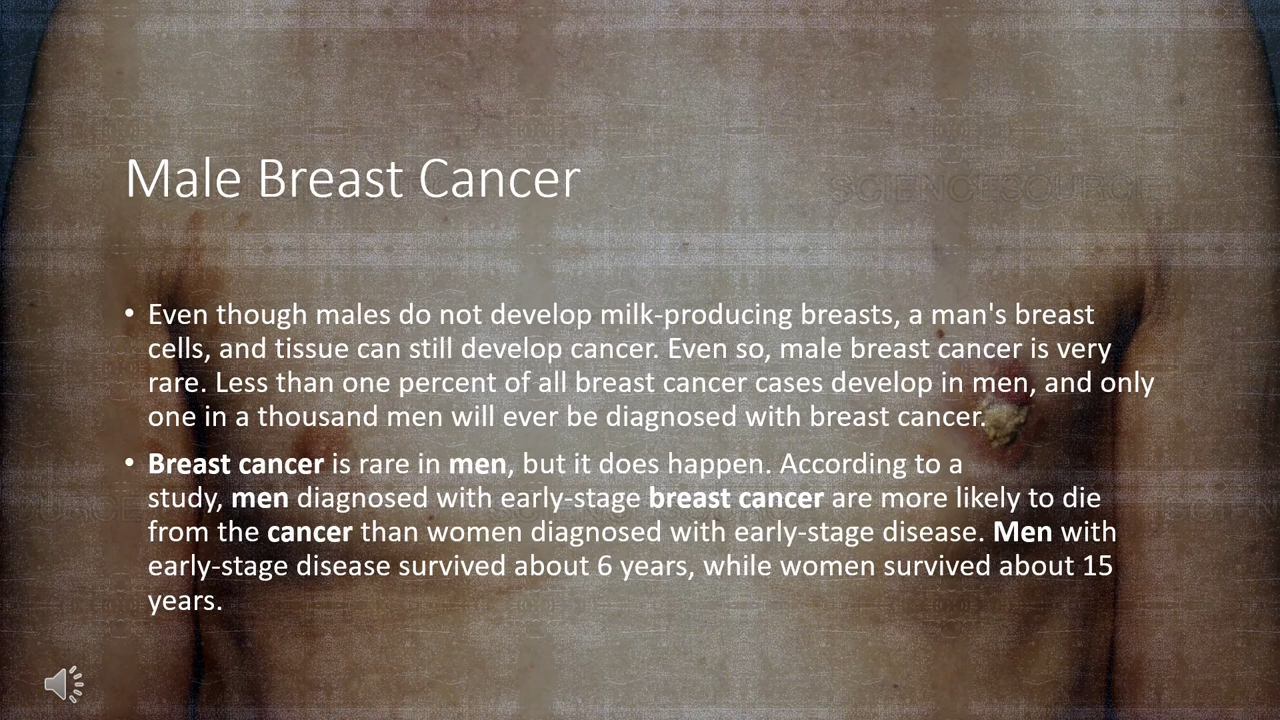 SCIENCESOURCE
Male Breast Cancer
• Even though males do not develop milk-producing breasts, a man's breast
cells, and tissue can still develop cancer. Even so, male breast cancer is very
rare. Less than one percent of all breast cancer cases develop in men, and only
one in a thousand men will ever be diagnosed with breast cancer.
• Breast cancer is rare in men, but it does happen. According to a
study, men diagnosed with early-stage breast cancer are more likely to die
from the cancer than women diagnosed with early-stage disease. Men with
early-stage disease survived about 6 years, while women survived about 15
years.